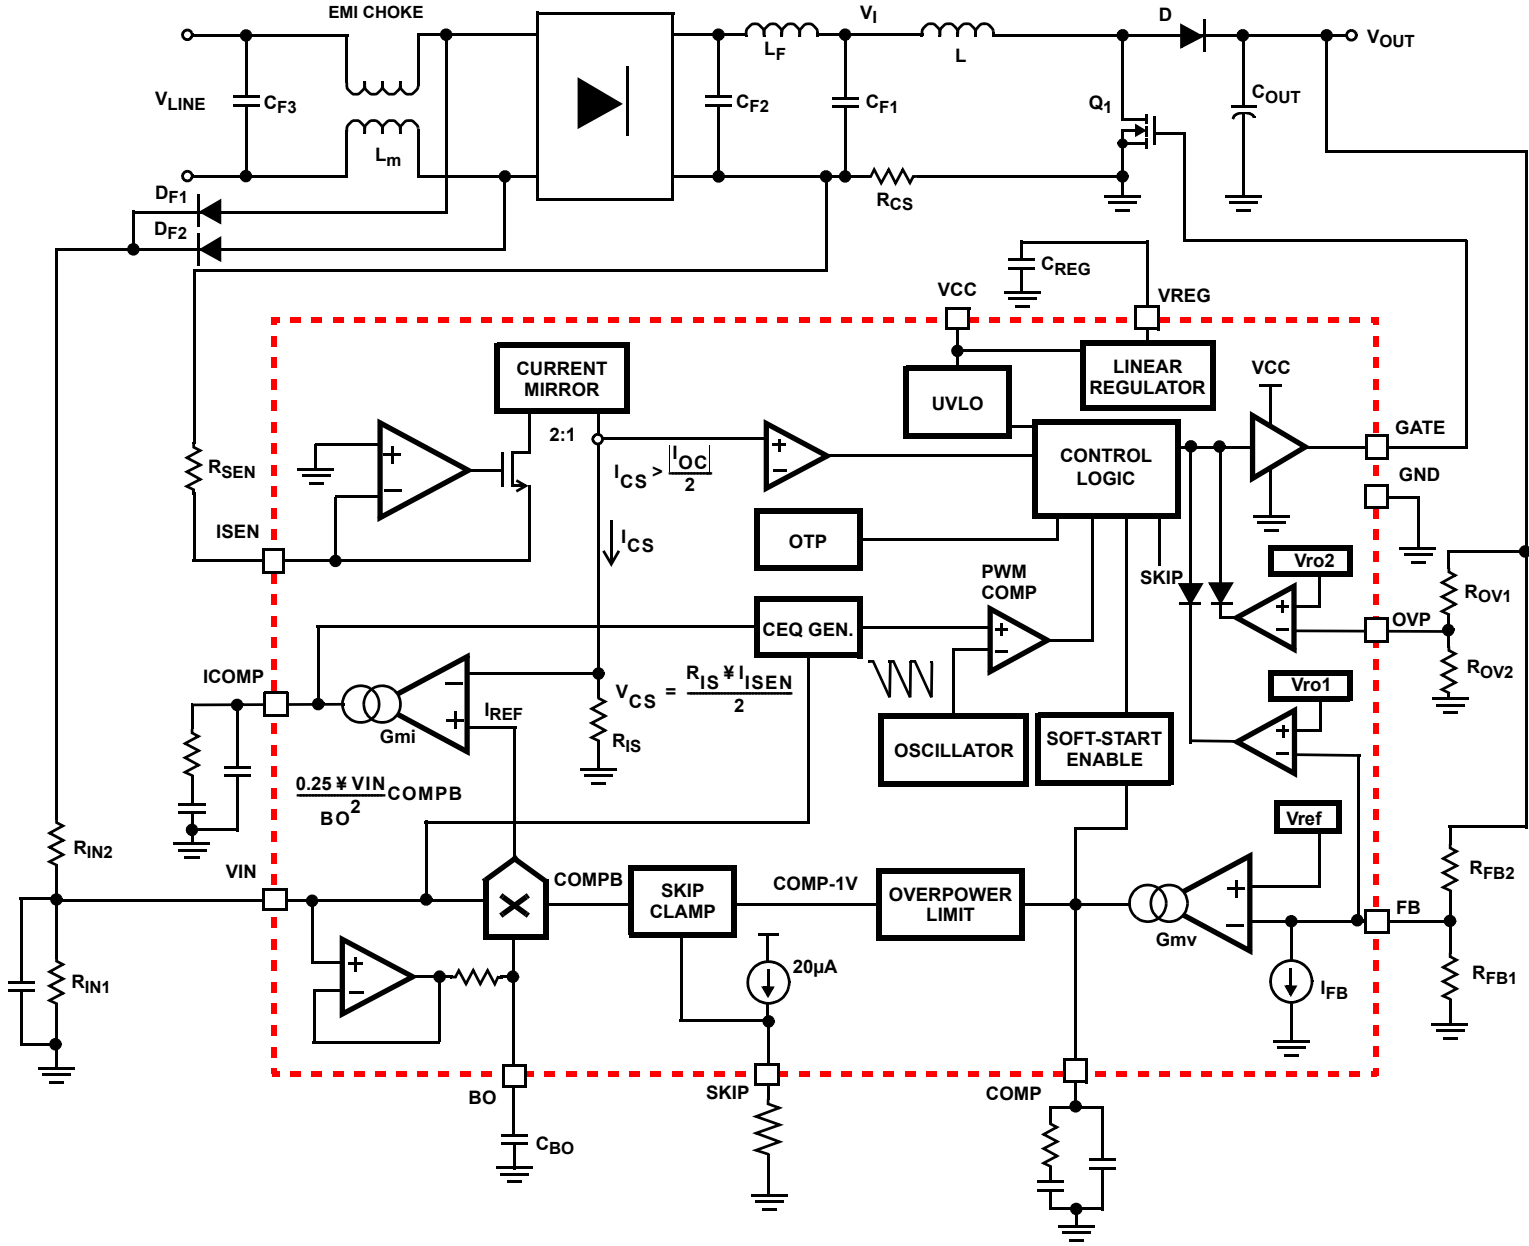 EMI CHOKE
VI
D
VOUT
LF
L
VLINE
CF3
CF2
CF1
Q1
COUT
Lm
RCS
DF1
DF2
CREG
VCC
VREG
CURRENT
MIRROR
LINEAR
REGULATOR
VCC
UVLO
2:1
GATE
RSEN
ICS > |IOC|
2
CONTROL
LOGIC
GND
ISEN
ICS
OTP
SKIP
Vro2
PWM
COMP
ROV1
OVP
CEQ GEN.
ROV2
ICOMP
VCS = RIS ¥ IISEN
2
Vro1
IREF
Gmi
RIS
OSCILLATOR
SOFT-START
ENABLE
0.25 ¥ VIN COMPB
BO2
Vref
RIN2
VIN
COMPB
SKIP
CLAMP
COMP-1V
OVERPOWER
LIMIT
RFB2
FB
Gmv
20µA
RIN1
IFB
RFB1
BO
SKIP
COMP
CBO